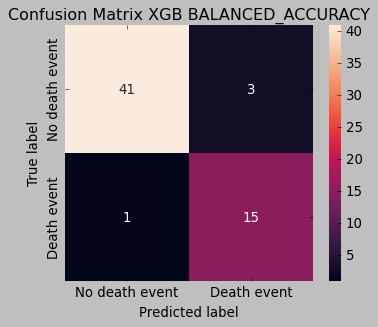 Confusion Matrix XGB BALANCED_ACCURACY
True label
No death event
Death event
41
3
1
15
No death event
Death event
Predicted label
40
35
30
25
20
15
10
5